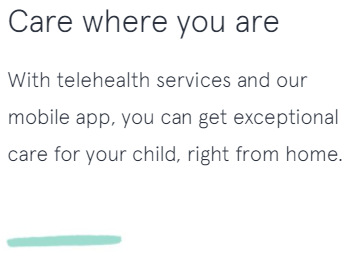 Care where you are
With telehealth services and our
mobile app, you can get exceptional
care for your child, right from home.